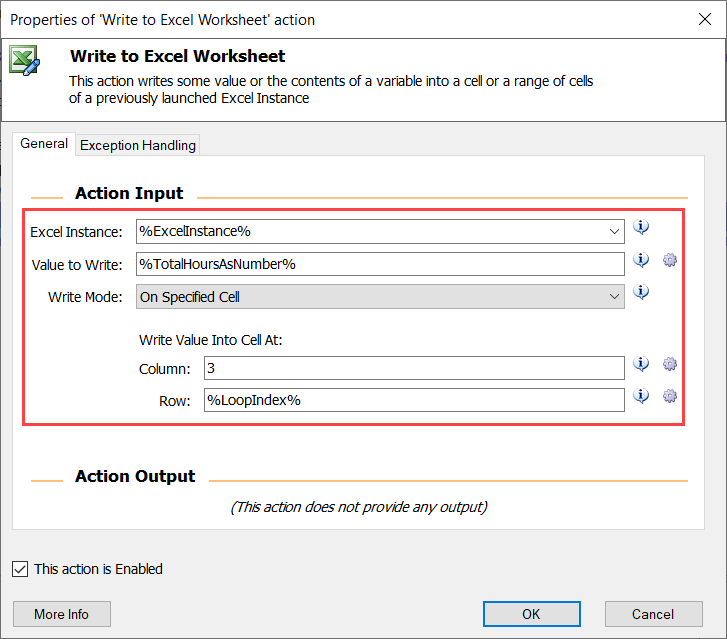 Properties of 'Write to Excel Worksheet' action
Write to Excel Worksheet
This action writes some value or the contents of a variable into a cell or a range of cells
of a previously launched Excel Instance
General
Exception Handling
Action Input
Excel Instance: %ExcelInstance%
Value to Write: %TotalHoursAsNumber%
Write Mode: On Specified Cell
Write Value Into Cell At:
Column: 3
Row: %LoopIndex%
Action Output
(This action does not provide any output)
This action is Enabled
More Info
OK
Cancel